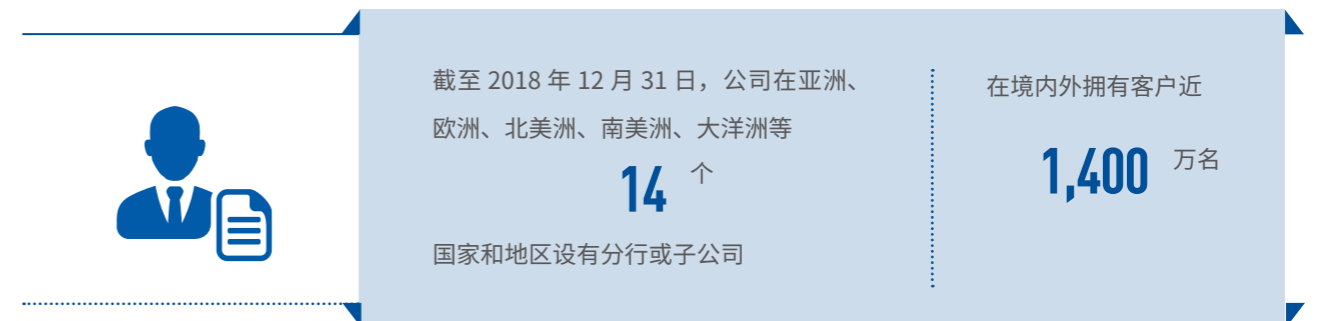 截至 2018 年 12 月 31 日，公司在亚洲、
欧洲、北美洲、南美洲、大洋洲等
14 个
国家和地区设有分行或子公司
在境内外拥有客户近
1,400 万名